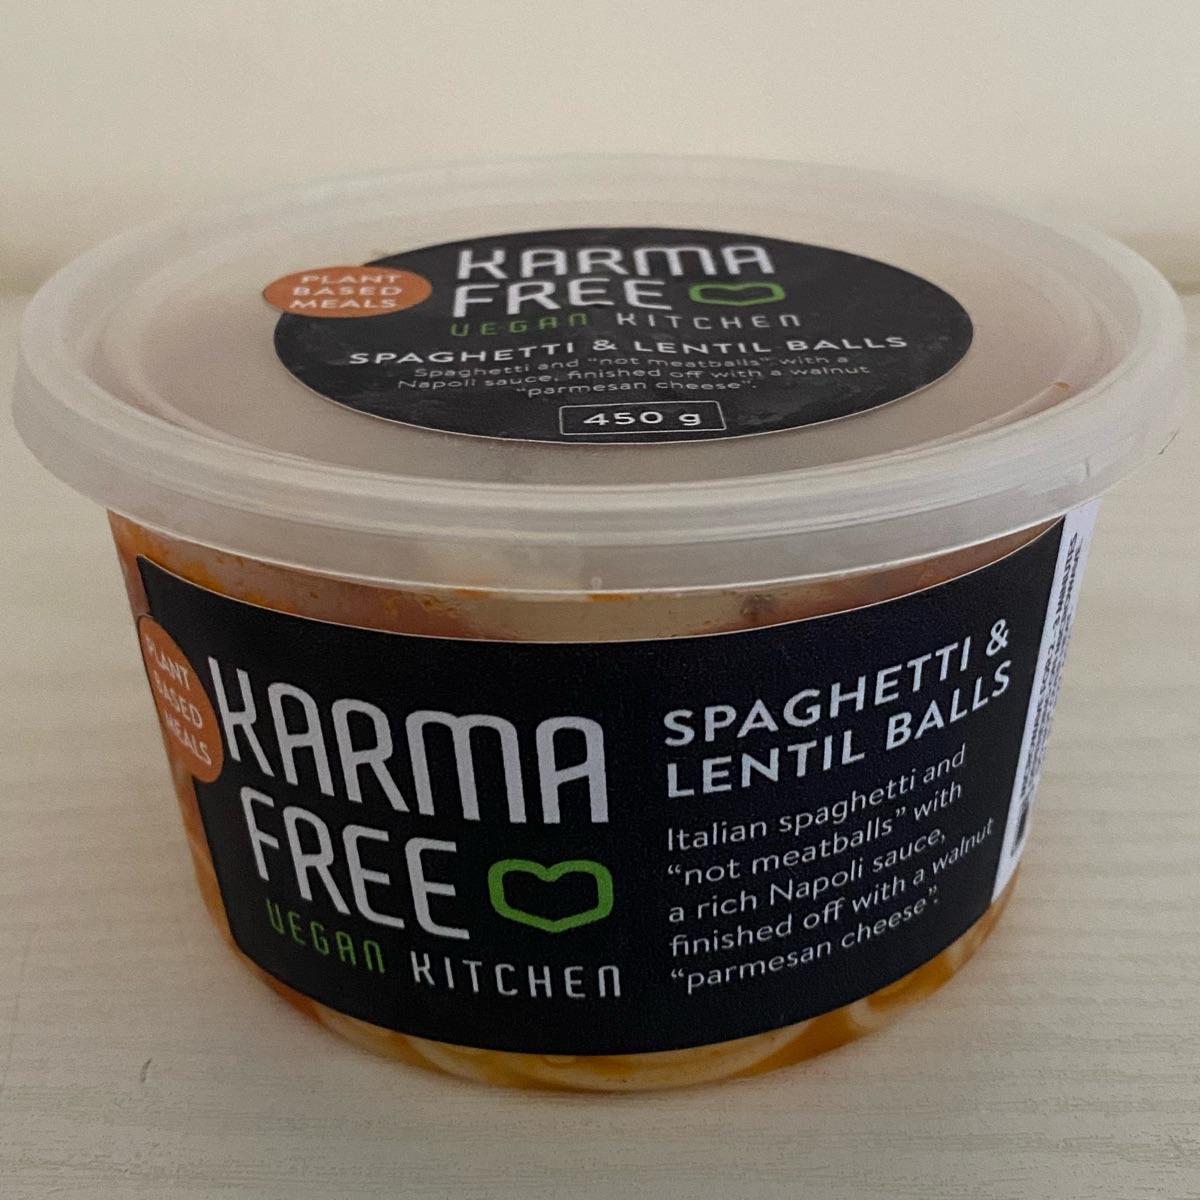 PLANT
BASED
MEALS
KARMA
FREE
VEGAN KITCHEN
SPAGHETTI & LENTIL BALLS
Spaghetti and "not meatballs" with a
Napoli sauce, finished off with a walnut
"parmesan cheese".
450 g
PLANT
BASED
MEALS
KARMA
FREE
VEGAN KITCHEN
SPAGHETTI &
LENTIL BALLS
Italian spaghetti and
"not meatballs" with
a rich Napoli sauce,
finished off with a walnut
"parmesan cheese".